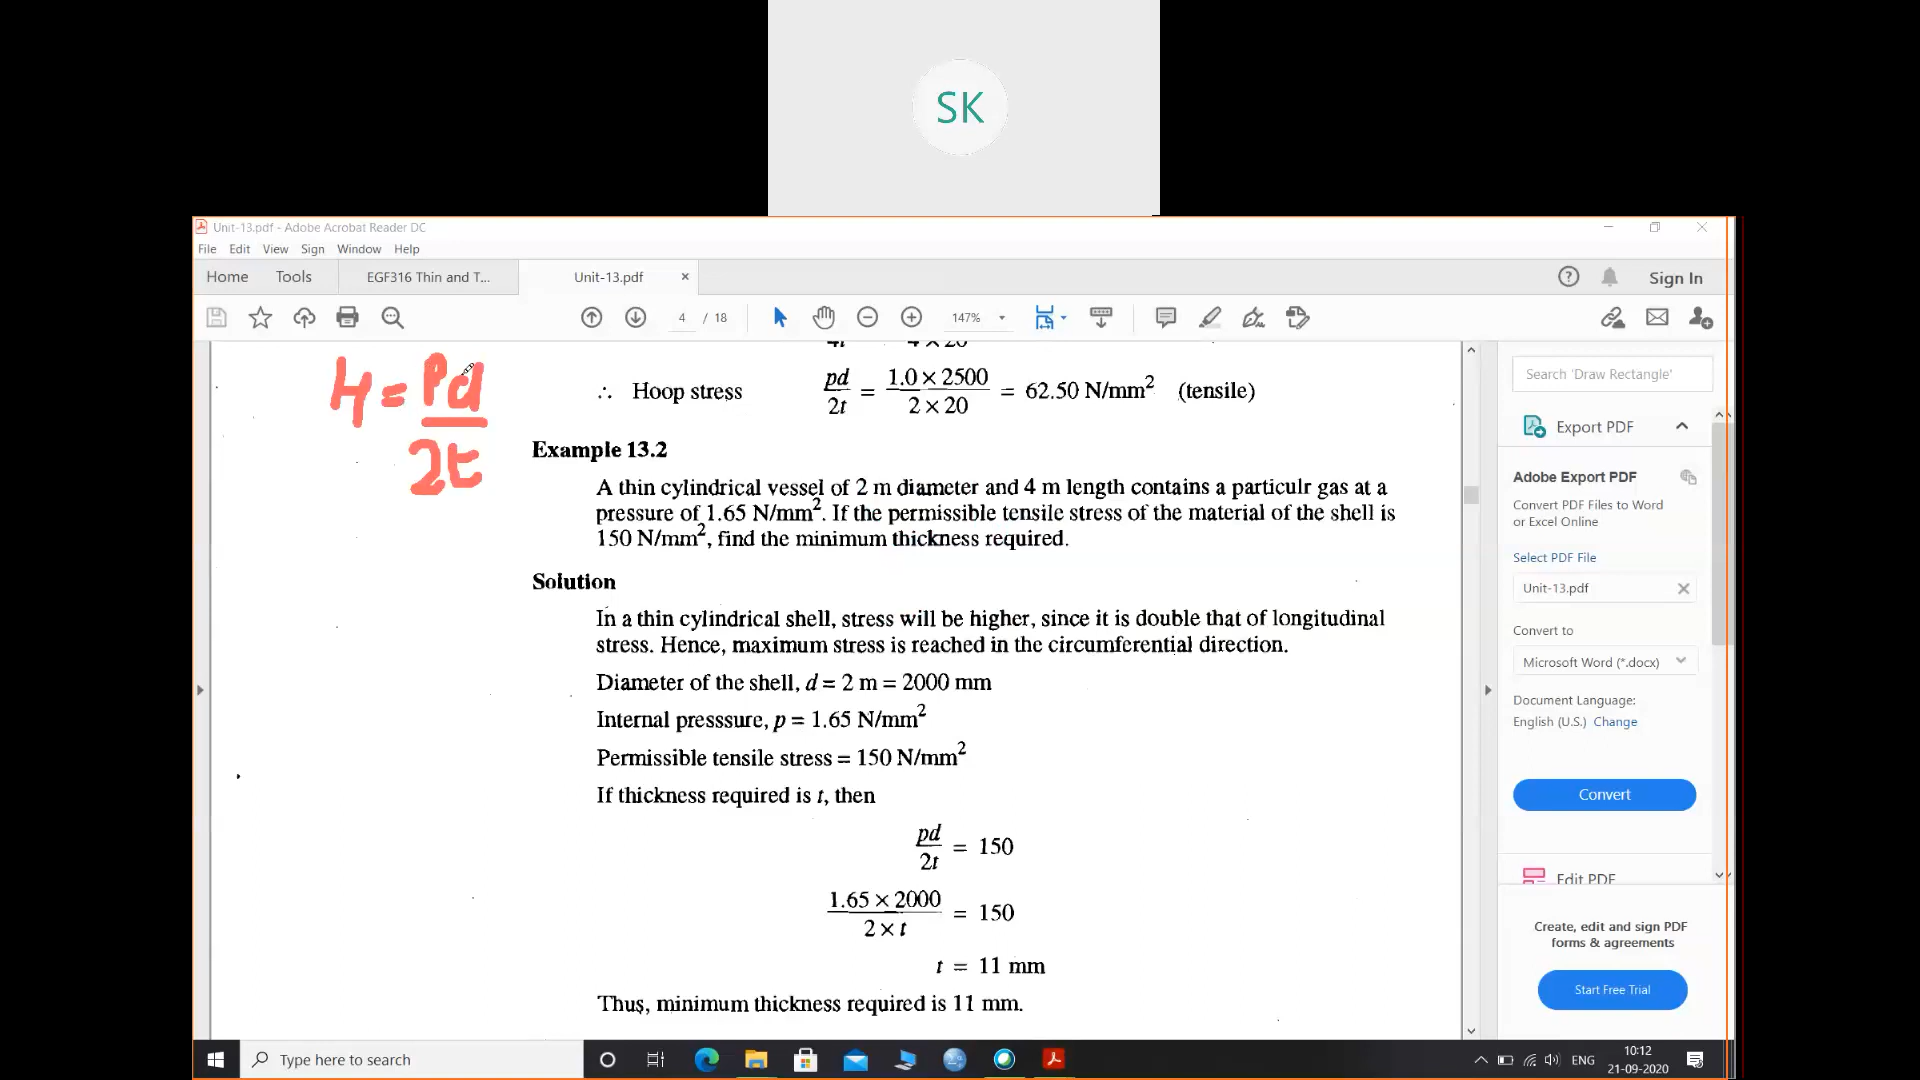 SK
Unit-13.pdf - Adobe Acrobat Reader DC
File Edit View Window Sign Help
Home Tools EGF316 Thin and T... Unit-13.pdf × Sign In
4 / 18 147%
H = Pd
2t
∴ Hoop stress pd/2t = 1.0 × 2500 / 2 × 20 = 62.50 N/mm² (tensile)
Example 13.2
A thin cylindrical vessel of 2 m diameter and 4 m length contains a particulr gas at a
pressure of 1.65 N/mm². If the permissible tensile stress of the material of the shell is
150 N/mm², find the minimum thickness required.
Solution
In a thin cylindrical shell, stress will be higher, since it is double that of longitudinal
stress. Hence, maximum stress is reached in the circumferential direction.
Diameter of the shell, d = 2 m = 2000 mm
Internal presssure, p = 1.65 N/mm²
Permissible tensile stress = 150 N/mm²
If thickness required is t, then
pd/2t = 150
1.65 × 2000 / 2 × t = 150
t = 11 mm
Thus, minimum thickness required is 11 mm.
Search 'Draw Rectangle'
Export PDF
Adobe Export PDF
Convert PDF Files to Word
or Excel Online
Select PDF File
Unit-13.pdf
Convert to
Microsoft Word (*.docx)
Document Language:
English (U.S.) Change
Convert
Edit PDF
Create, edit and sign PDF
forms & agreements
Start Free Trial
Type here to search
ENG
10:12
21-09-2020